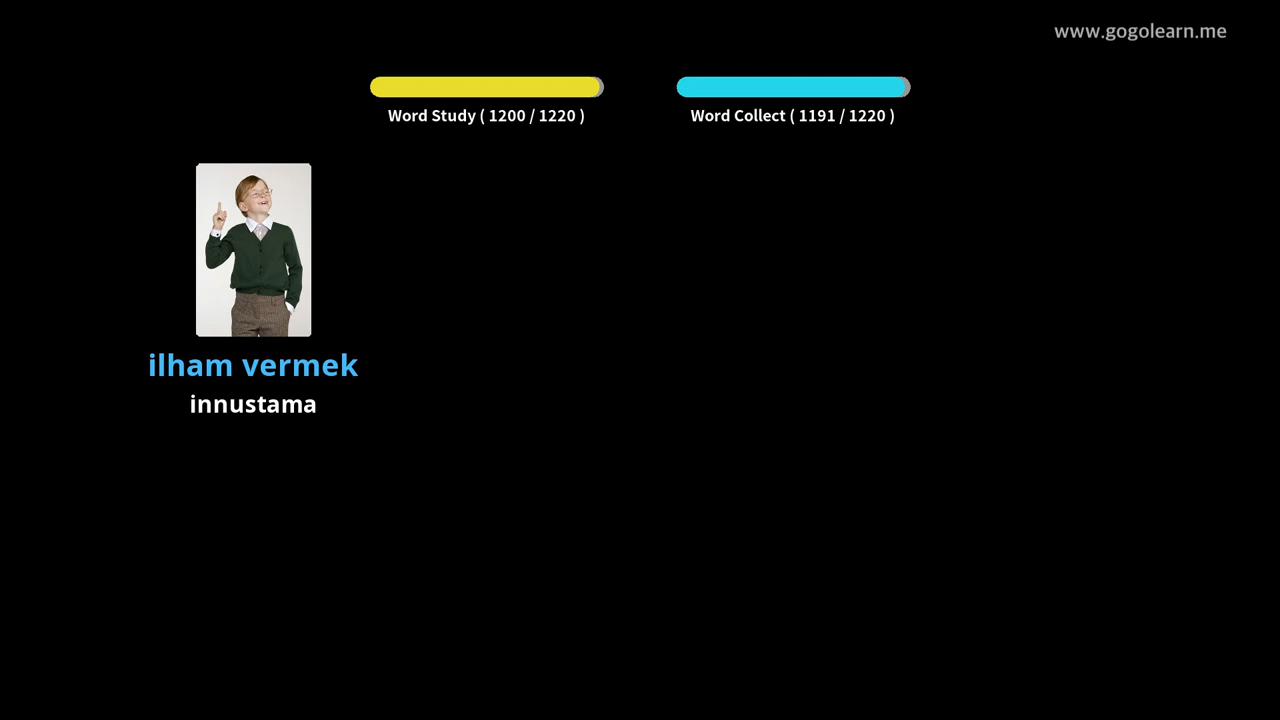 www.gogolearn.me
Word Study ( 1200 / 1220 )
Word Collect ( 1191 / 1220 )
ilham vermek
innustama